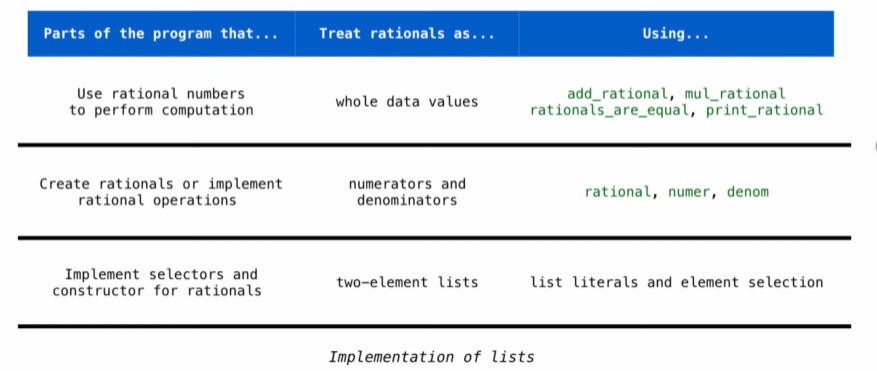 Parts of the program that... Treat rationals as... Using...
Use rational numbers
to perform computation
whole data values
add_rational, mul_rational
rationals_are_equal, print_rational
Create rationals or implement
rational operations
numerators and
denominators
rational, numer, denom
Implement selectors and
constructor for rationals
two-element lists
list literals and element selection
Implementation of lists